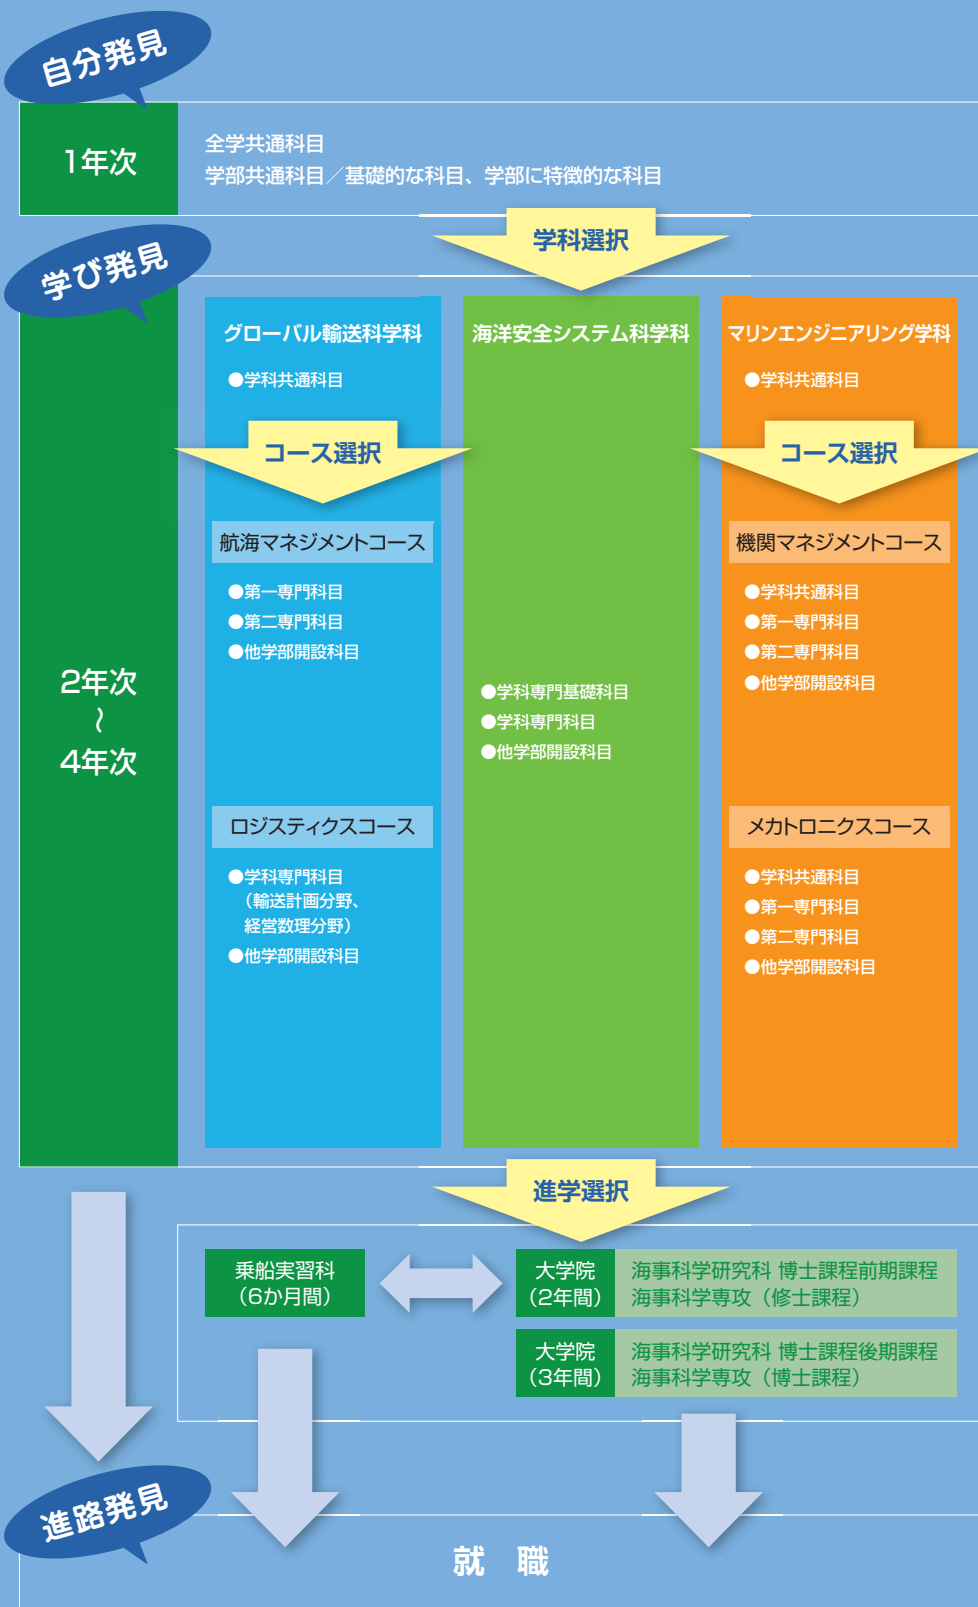 自分発見
1年次
全学共通科目
学部共通科目／基礎的な科目、学部に特徴的な科目
学科選択
学び発見
2年次
〜
4年次
グローバル輸送科学科
●学科共通科目
コース選択
航海マネジメントコース
●第一専門科目
●第二専門科目
●他学部開設科目
ロジスティクスコース
●学科専門科目
（輸送計画分野、
経営数理分野）
●他学部開設科目
海洋安全システム科学科
●学科専門基礎科目
●学科専門科目
●他学部開設科目
マリンエンジニアリング学科
●学科共通科目
コース選択
機関マネジメントコース
●学科共通科目
●第一専門科目
●第二専門科目
●他学部開設科目
メカトロニクスコース
●学科共通科目
●第一専門科目
●第二専門科目
●他学部開設科目
進学選択
乗船実習科
（6か月間）
大学院
（2年間）
海事科学研究科 博士課程前期課程
海事科学専攻（修士課程）
大学院
（3年間）
海事科学研究科 博士課程後期課程
海事科学専攻（博士課程）
進路発見
就　職